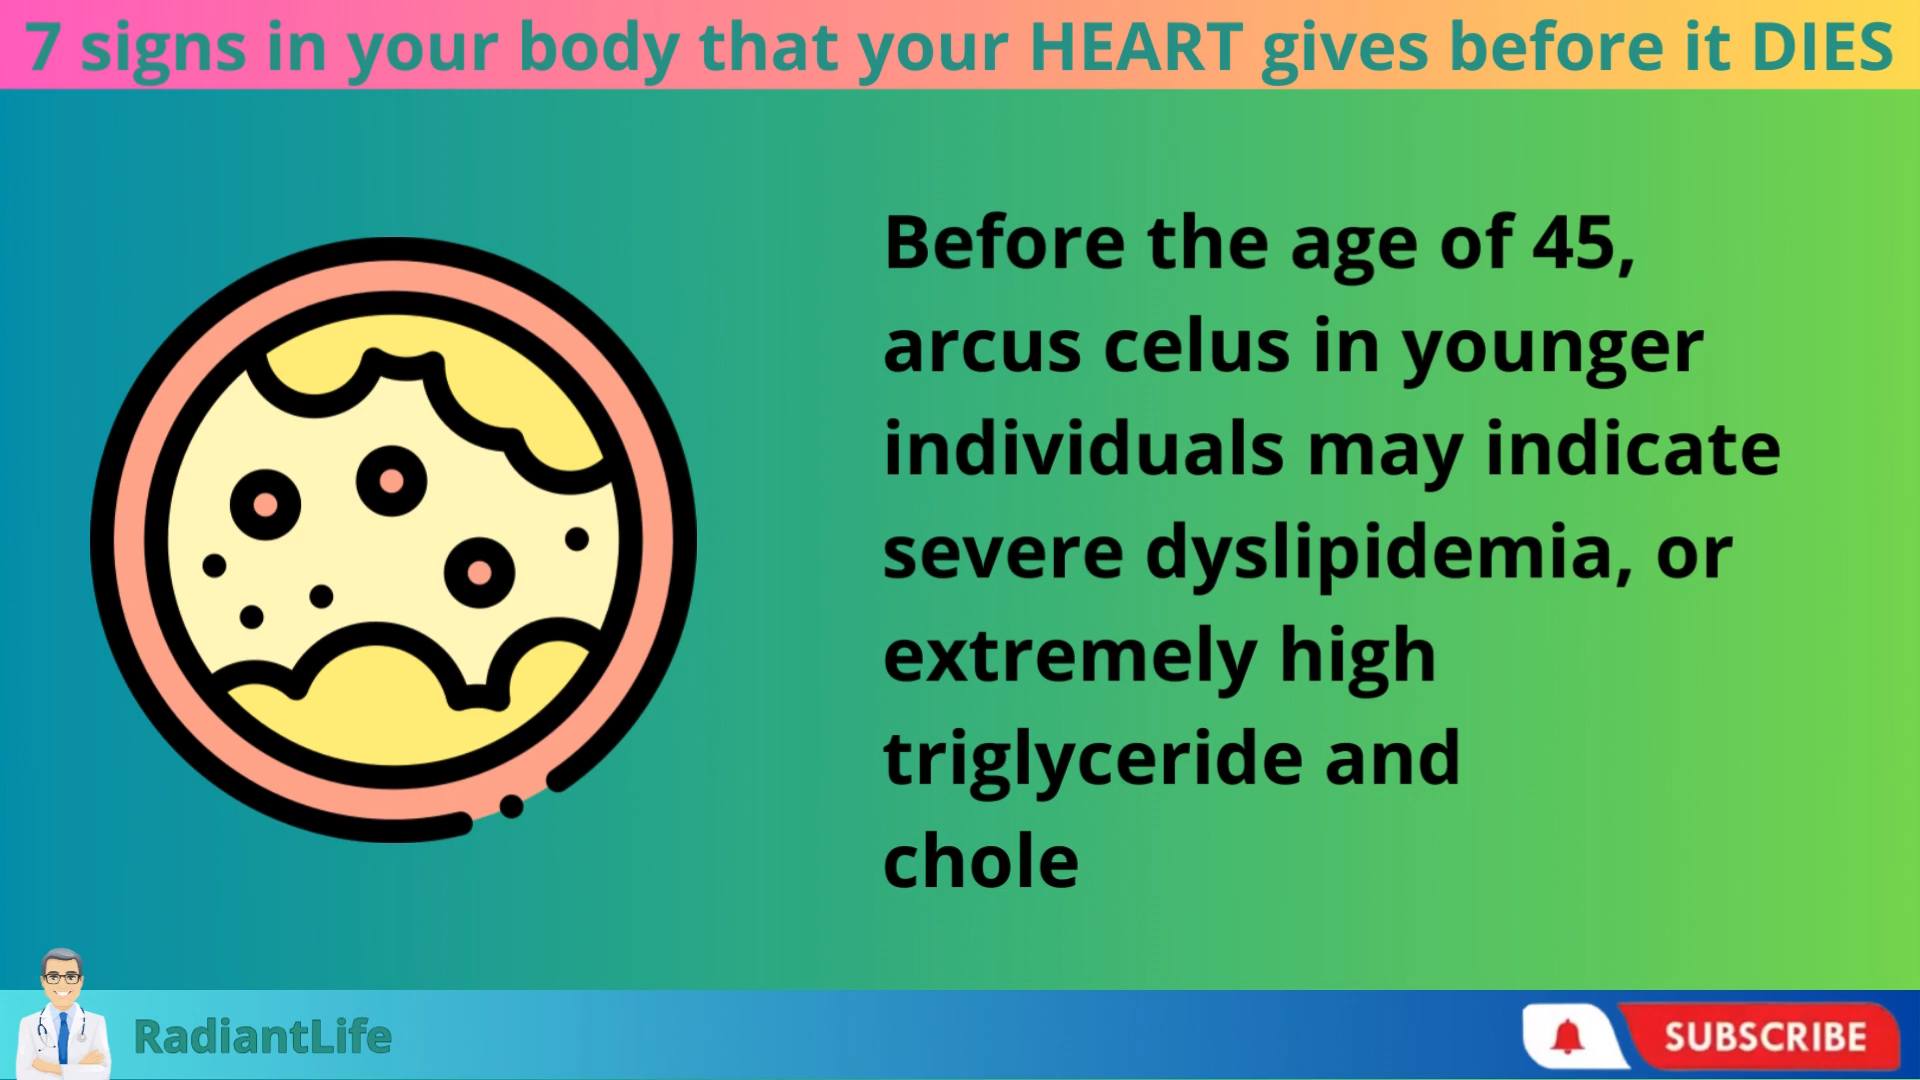 7 signs in your body that your HEART gives before it DIES
Before the age of 45,
arcus celus in younger
individuals may indicate
severe dyslipidemia, or
extremely high
triglyceride and
chole
RadiantLife
SUBSCRIBE